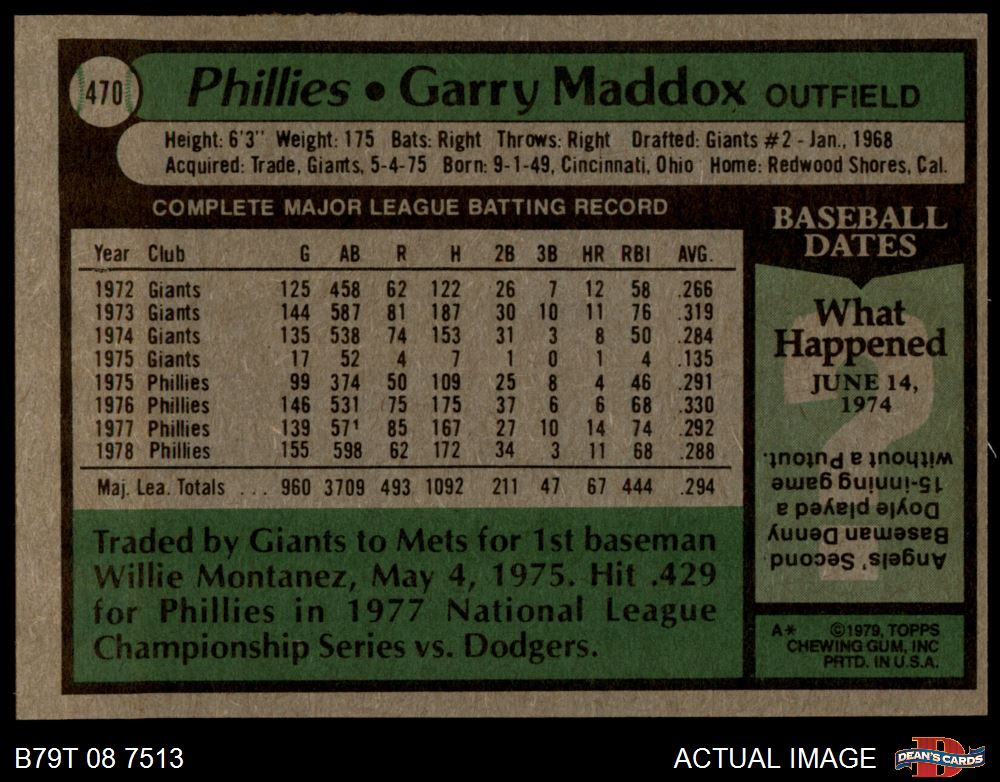 470
Phillies • Garry Maddox OUTFIELD
Height: 6'3" Weight: 175 Bats: Right Throws: Right Drafted: Giants #2 - Jan., 1968
Acquired: Trade, Giants, 5-4-75 Born: 9-1-49, Cincinnati, Ohio Home: Redwood Shores, Cal.
COMPLETE MAJOR LEAGUE BATTING RECORD
Year Club G AB R H 2B 3B HR RBI AVG.
1972 Giants 125 458 62 122 26 7 12 58 .266
1973 Giants 144 587 81 187 30 10 11 76 .319
1974 Giants 135 538 74 153 31 3 8 50 .284
1975 Giants 17 52 4 7 1 0 1 4 .135
1975 Phillies 99 374 50 109 25 8 4 46 .291
1976 Phillies 146 531 75 175 37 6 6 68 .330
1977 Phillies 139 571 85 167 27 10 14 74 .292
1978 Phillies 155 598 62 172 34 3 11 68 .288
Maj. Lea. Totals ... 960 3709 493 1092 211 47 67 444 .294
Traded by Giants to Mets for 1st baseman
Willie Montanez, May 4, 1975. Hit .429
for Phillies in 1977 National League
Championship Series vs. Dodgers.
BASEBALL
DATES
What
Happened
JUNE 14,
1974
Angels' Second
Baseman Denny
Doyle played a
15-inning game
without a Putout.
A* ©1979, TOPPS
CHEWING GUM, INC
PRTD. IN U.S.A.
B79T 08 7513
ACTUAL IMAGE
DEAN'S CARDS